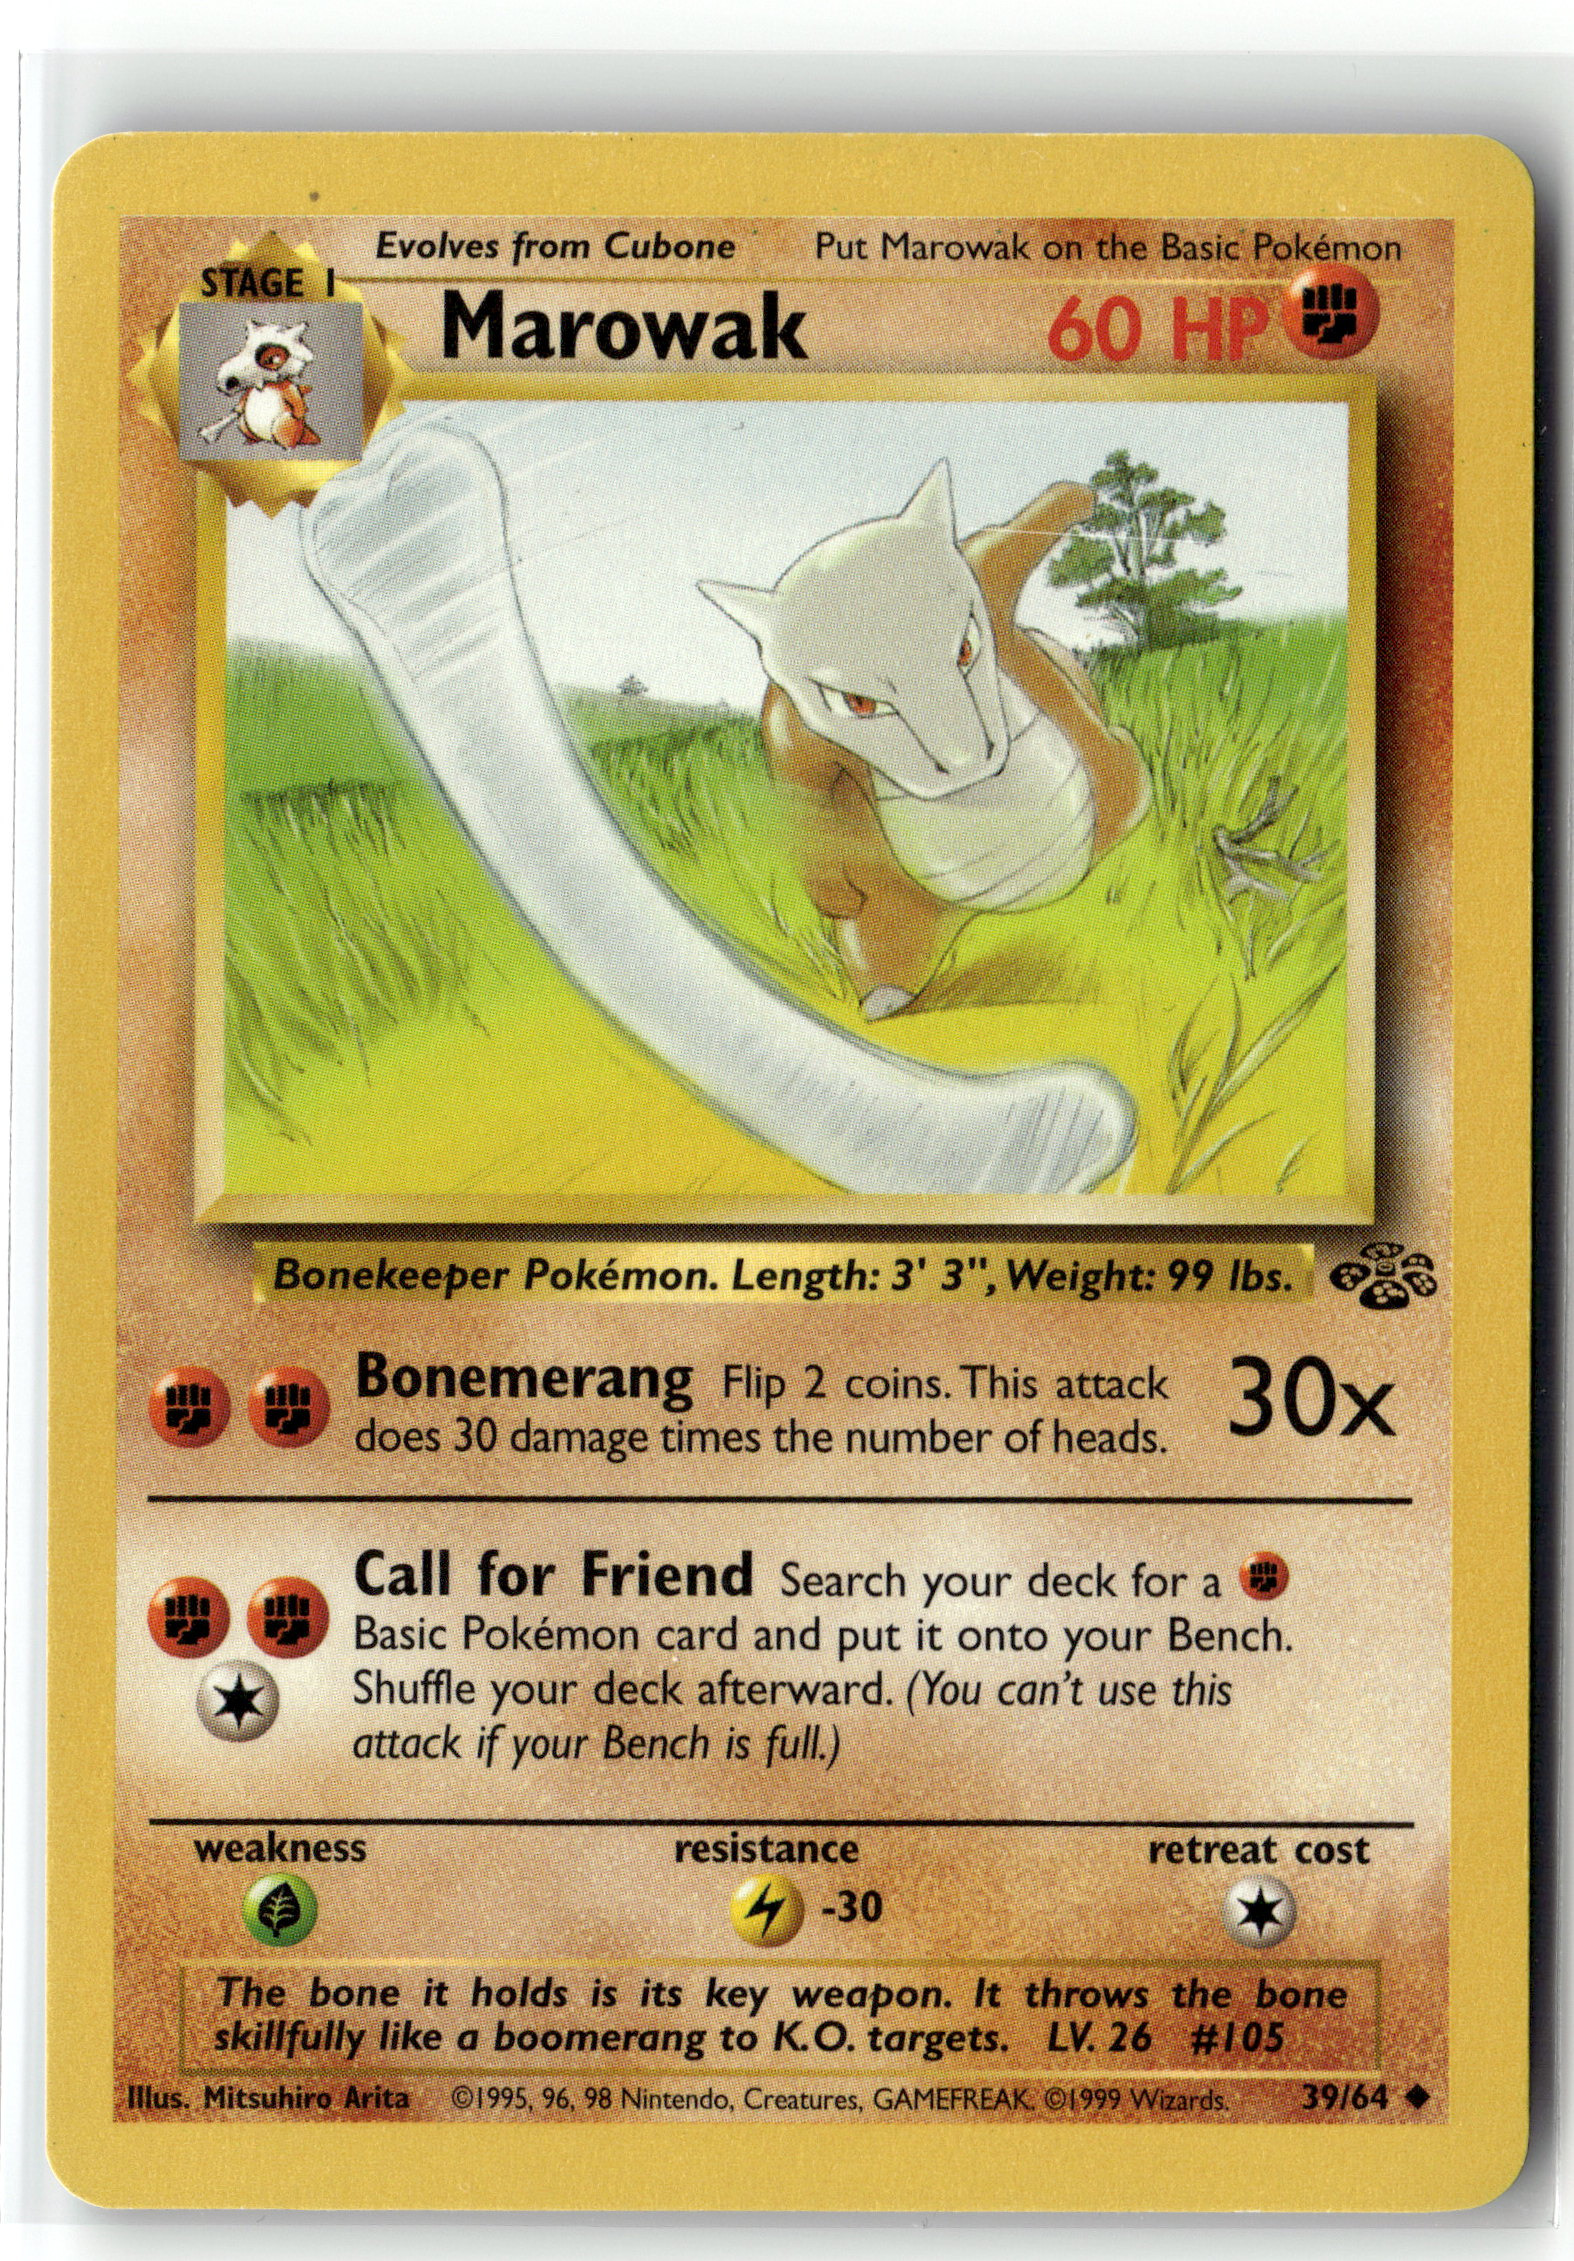 Evolves from Cubone Put Marowak on the Basic Pokémon
STAGE 1
Marowak 60 HP
Bonekeeper Pokémon. Length: 3' 3", Weight: 99 lbs.
Bonemerang Flip 2 coins. This attack 30x
does 30 damage times the number of heads.
Call for Friend Search your deck for a
Basic Pokémon card and put it onto your Bench.
Shuffle your deck afterward. (You can't use this
attack if your Bench is full.)
weakness resistance retreat cost
-30
The bone it holds is its key weapon. It throws the bone
skillfully like a boomerang to K.O. targets. LV. 26 #105
Illus. Mitsuhiro Arita ©1995, 96, 98 Nintendo, Creatures, GAMEFREAK. ©1999 Wizards. 39/64